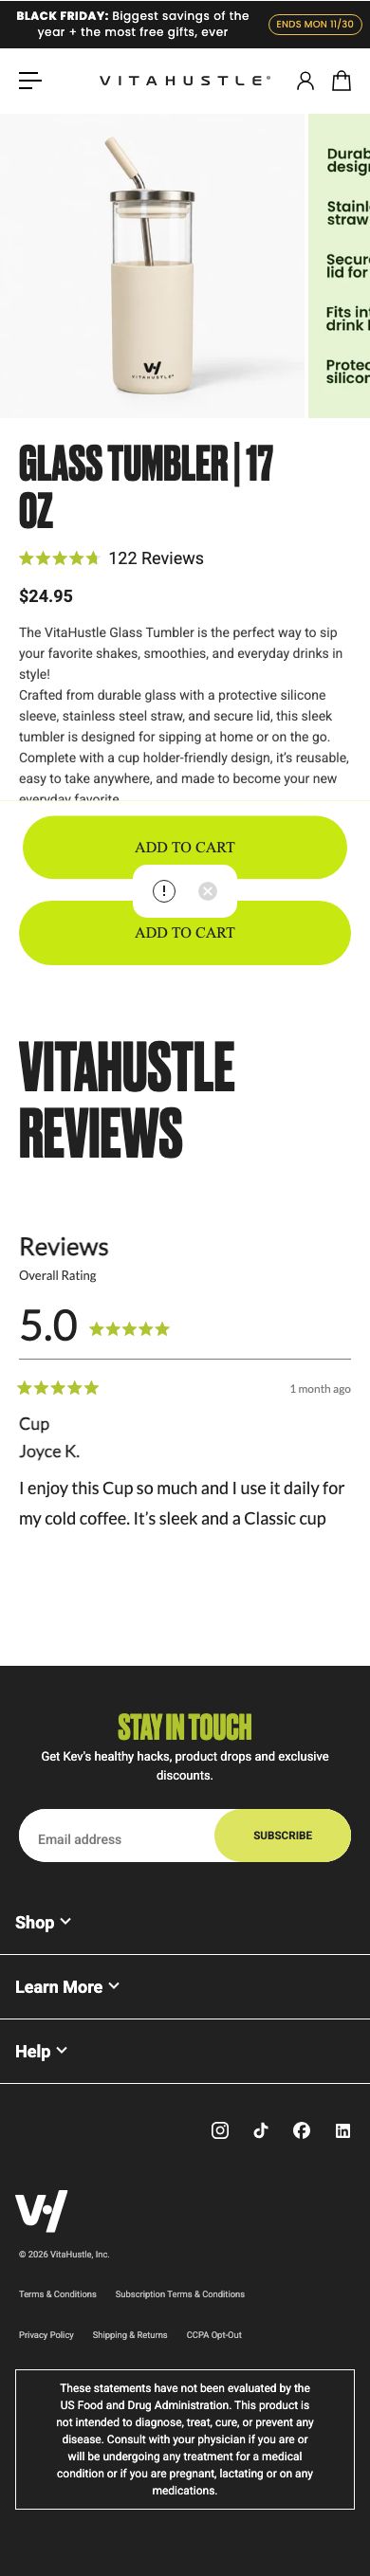 BLACK FRIDAY: Biggest savings of the
year + the most free gifts, ever
ENDS MON 11/30
VITAHUSTLE®
VITAHUSTLE
design
straw
lid for
GLASS TUMBLER | 17
OZ
122 Reviews
$24.95
The VitaHustle Glass Tumbler is the perfect way to sip
your favorite shakes, smoothies, and everyday drinks in
style!
Crafted from durable glass with a protective silicone
sleeve, stainless steel straw, and secure lid, this sleek
tumbler is designed for sipping at home or on the go.
Complete with a cup holder-friendly design, it's reusable,
easy to take anywhere, and made to become your new
everyday favorite
ADD TO CART
ADD TO CART
VITAHUSTLE
REVIEWS
Reviews
Overall Rating
5.0
1 month ago
Cup
Joyce K.
I enjoy this Cup so much and I use it daily for
my cold coffee. It's sleek and a Classic cup
STAY IN TOUCH
Get Kev's healthy hacks, product drops and exclusive
discounts.
Email address
SUBSCRIBE
Shop
Learn More
Help
© 2026 VitaHustle, Inc.
Terms & Conditions Subscription Terms & Conditions
Privacy Policy Shipping & Returns CCPA Opt-Out
These statements have not been evaluated by the
US Food and Drug Administration. This product is
not intended to diagnose, treat, cure, or prevent any
disease. Consult with your physician if you are or
will be undergoing any treatment for a medical
condition or if you are pregnant, lactating or on any
medications.